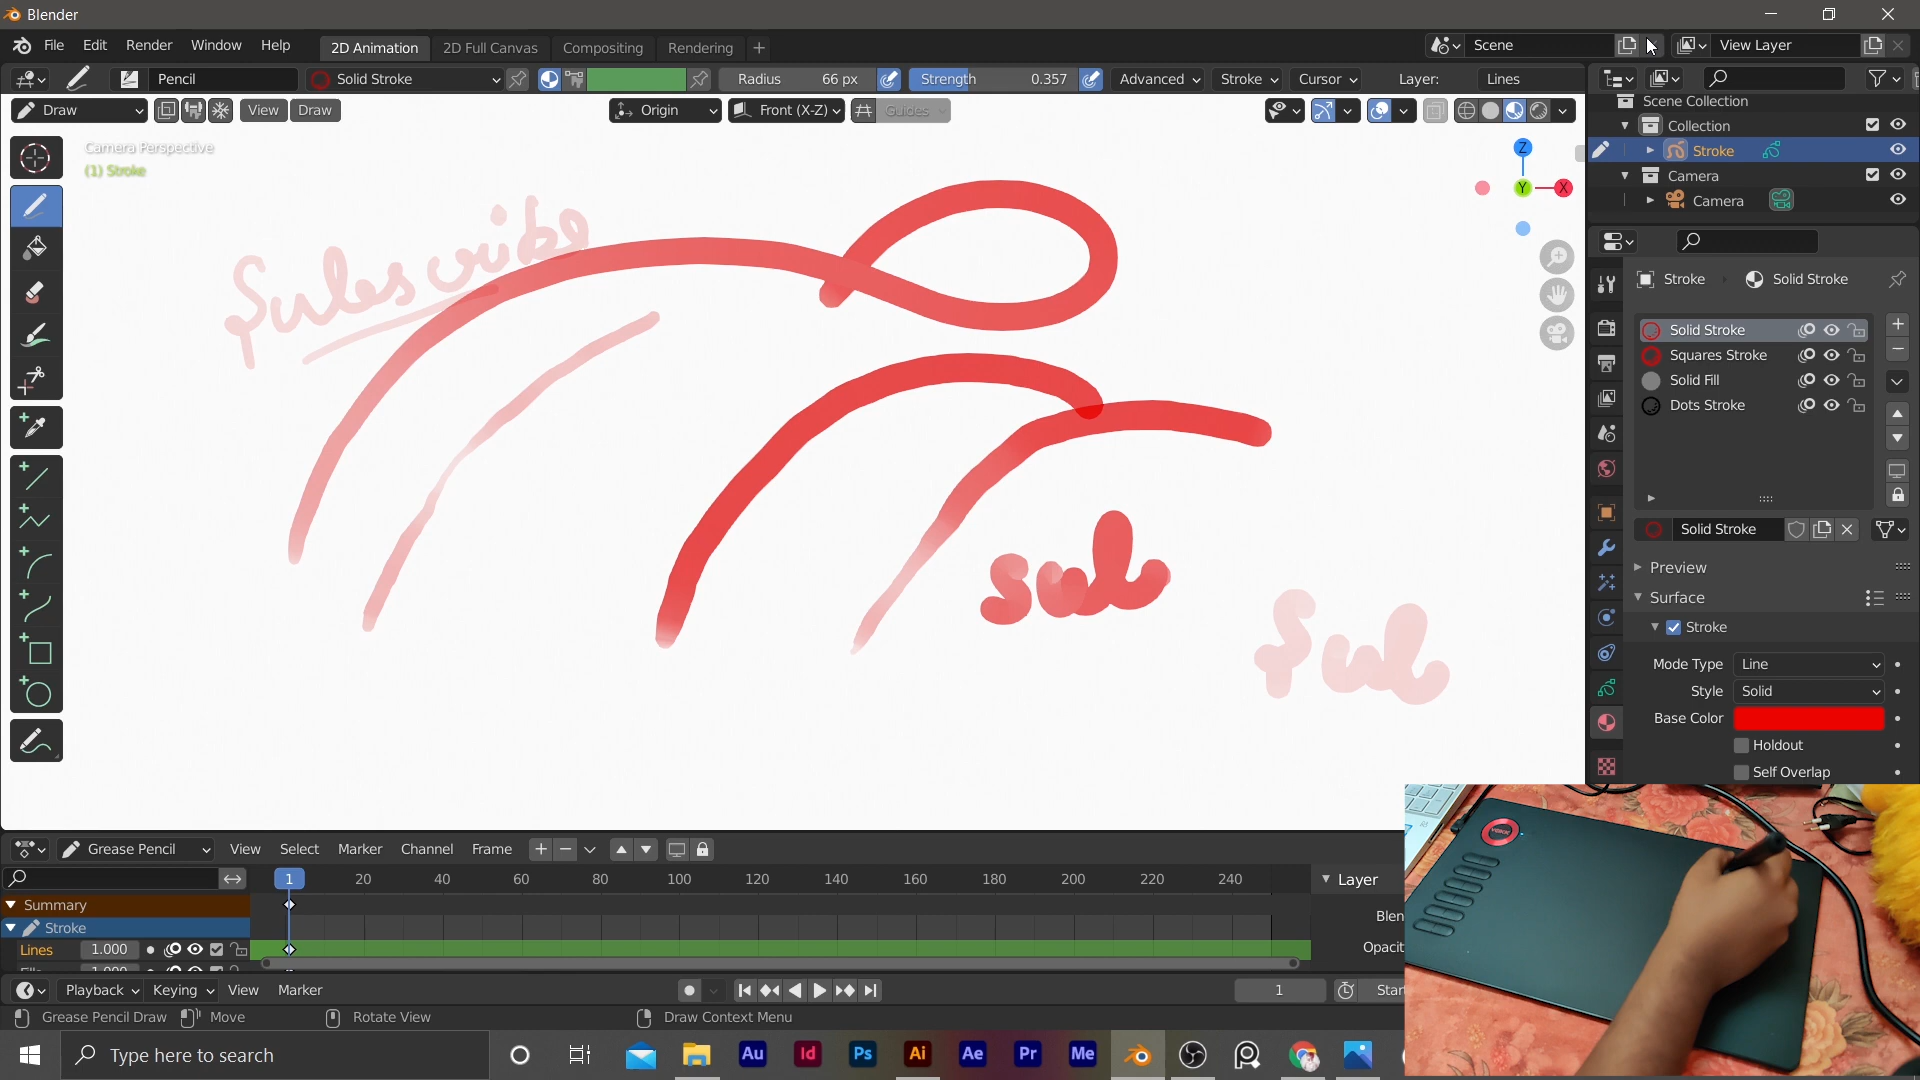 Blender
File Edit Render Window Help 2D Animation 2D Full Canvas Compositing Rendering + Scene View Layer
Pencil Solid Stroke Radius 66 px Strength 0.357 Advanced Stroke Cursor Layer: Lines
Draw View Draw Origin Front (X-Z) Guides
Camera Perspective
(1) Stroke
Z
Y X
Subscribe
Sub
Sub
Scene Collection
Collection
Stroke
Camera
Camera
Stroke Solid Stroke
Solid Stroke
Squares Stroke
Solid Fill
Dots Stroke
Solid Stroke
Preview
Surface
Stroke
Mode Type Line
Style Solid
Base Color
Holdout
Self Overlap
Grease Pencil View Select Marker Channel Frame
1 20 40 60 80 100 120 140 160 180 200 220 240 Layer
Summary
Blen
Stroke
Lines 1.000 Opacit
Playback Keying View Marker 1 Star
Grease Pencil Draw Move Rotate View Draw Context Menu
Type here to search Au Id Ps Ai Ae Pr Me